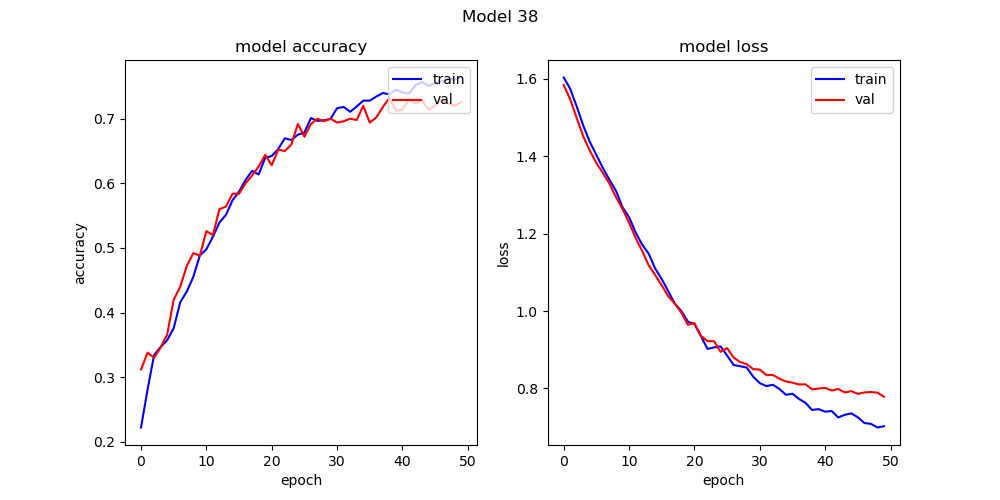 Model 38
model accuracy
train
val
0.7
0.6
0.5
0.4
0.3
0.2
accuracy
0 10 20 30 40 50
epoch
model loss
train
val
1.6
1.4
1.2
1.0
0.8
loss
0 10 20 30 40 50
epoch